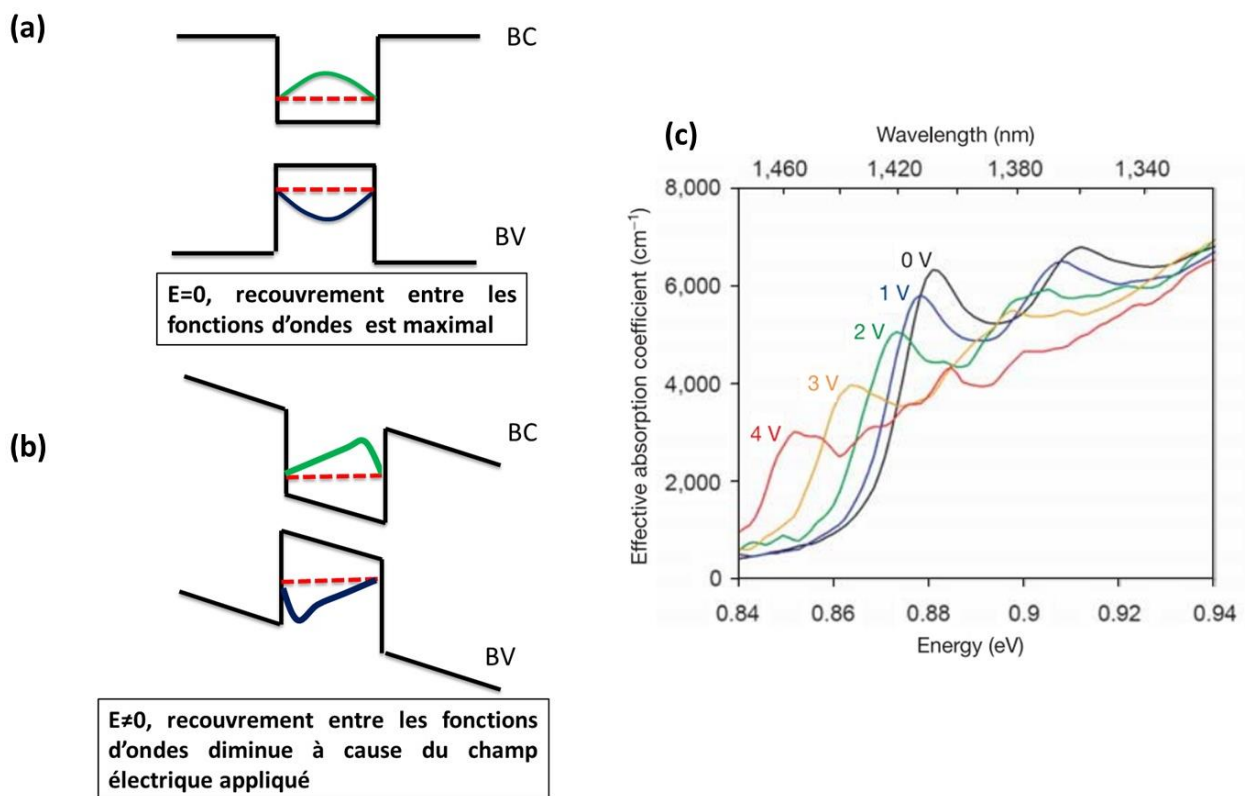 (a)
BC
BV
E=0, recouvrement entre les
fonctions d’ondes est maximal
(b)
BC
BV
E≠0, recouvrement entre les fonctions
d’ondes diminue à cause du champ
électrique appliqué
(c)
Wavelength (nm)
1,460 1,420 1,380 1,340
8,000
6,000
4,000
2,000
0
Effective absorption coefficient (cm⁻¹)
0 V
1 V
2 V
3 V
4 V
0.84 0.86 0.88 0.9 0.92 0.94
Energy (eV)